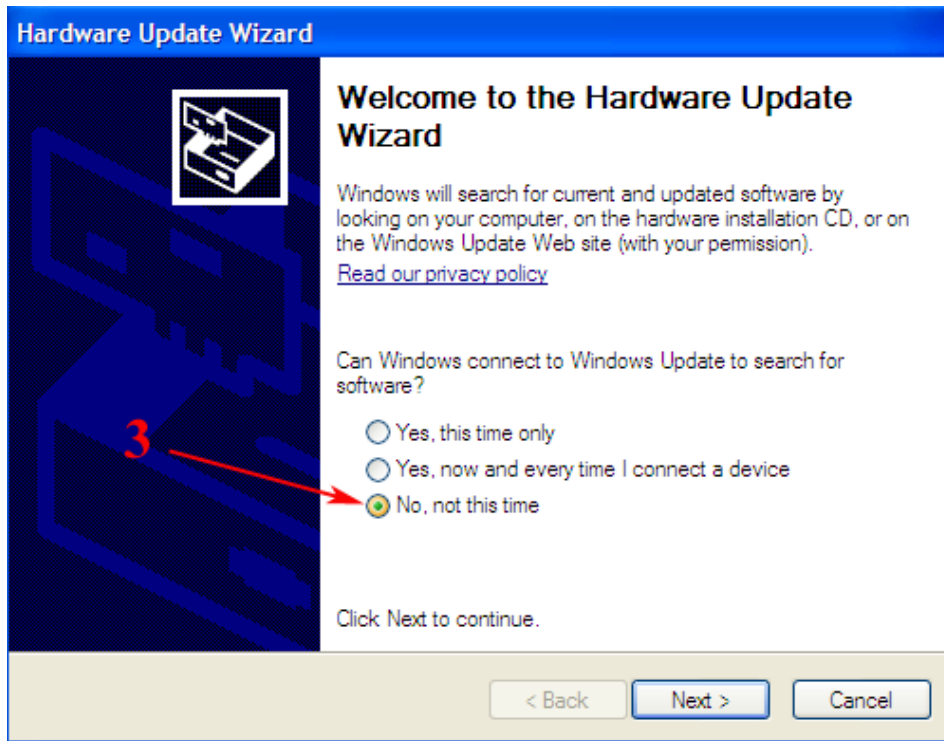 Hardware Update Wizard
Welcome to the Hardware Update
Wizard
Windows will search for current and updated software by
looking on your computer, on the hardware installation CD, or on
the Windows Update Web site (with your permission).
Read our privacy policy
Can Windows connect to Windows Update to search for
software?
Yes, this time only
Yes, now and every time I connect a device
3
No, not this time
Click Next to continue.
< Back
Next >
Cancel